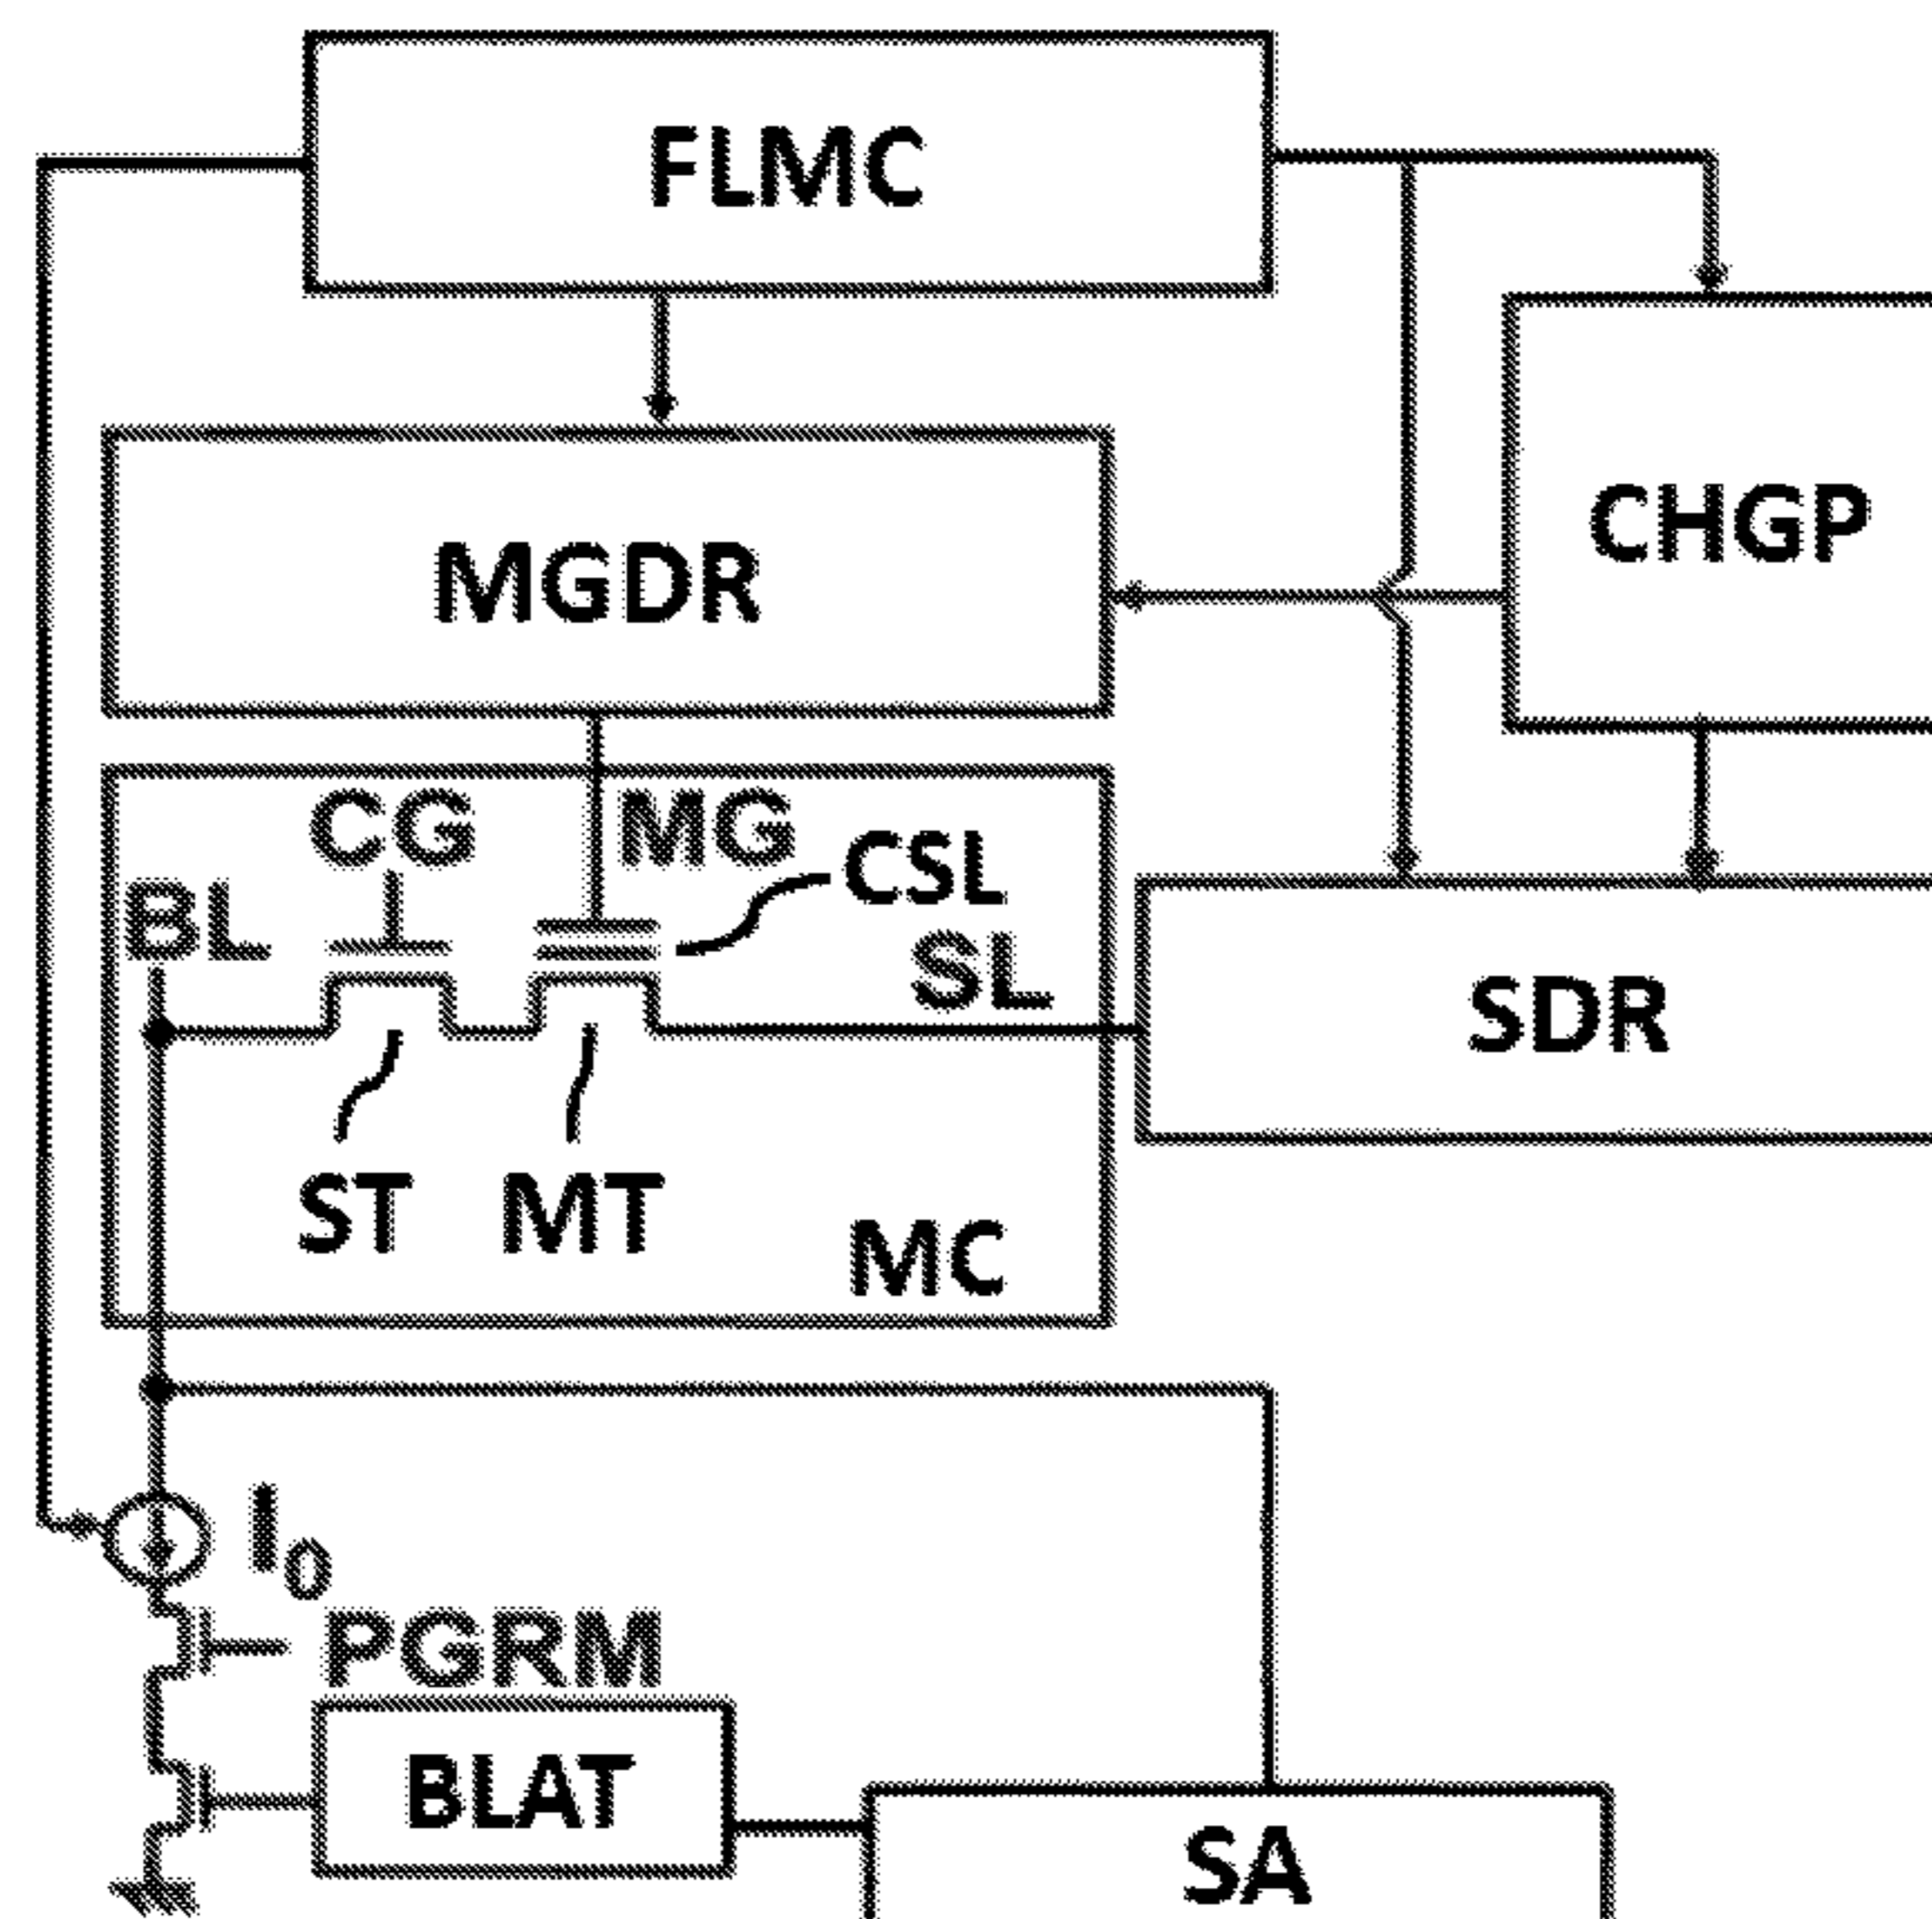 FLMC
CHGP
MGDR
CG
MG
CSL
BL
SL
SDR
ST
MT
MC
I0
PGRM
BLAT
SA